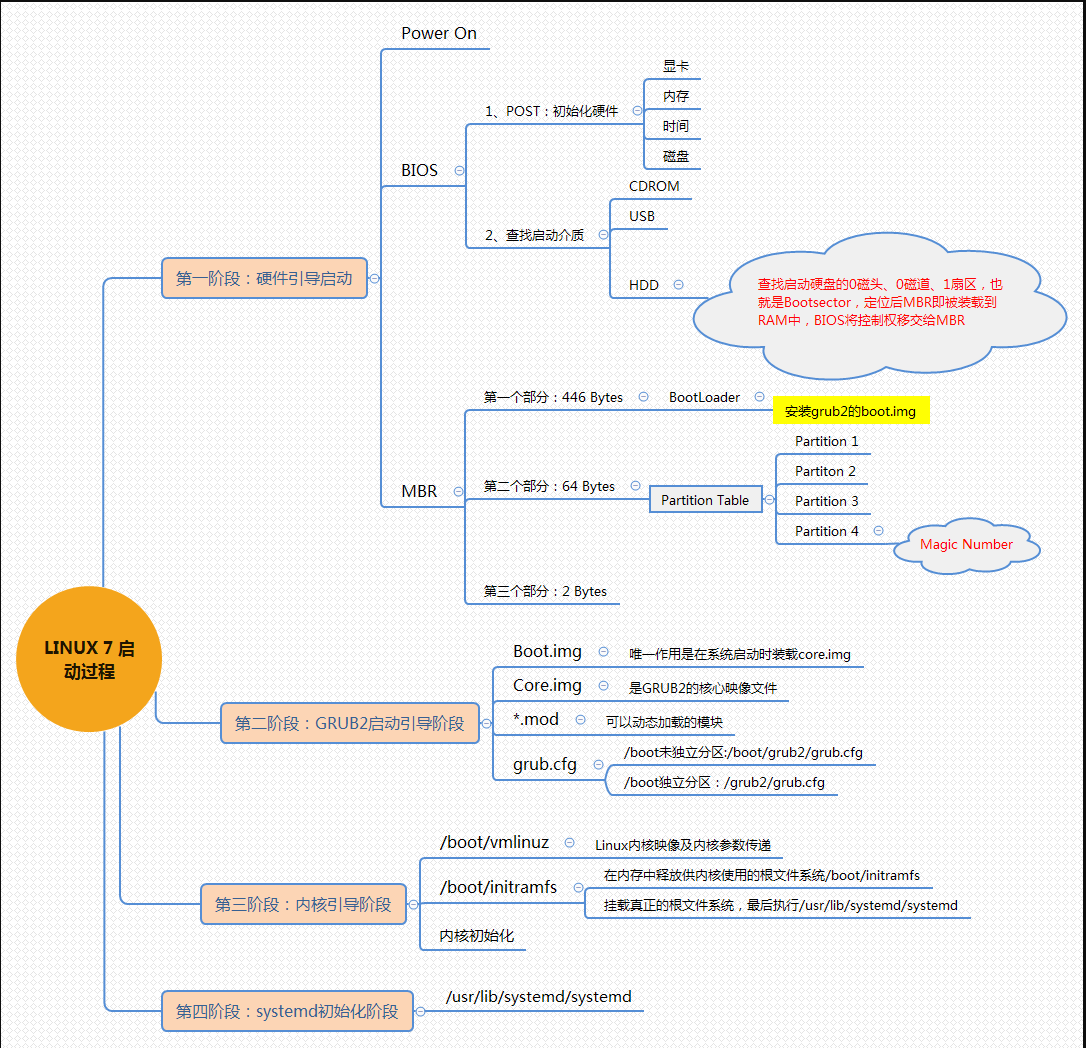 Power On
显卡
内存
1、POST：初始化硬件
时间
磁盘
BIOS
CDROM
USB
2、查找启动介质
HDD
查找启动硬盘的0磁头、0磁道、1扇区，也
就是Bootsector，定位后MBR即被装载到
RAM中，BIOS将控制权移交给MBR
第一阶段：硬件引导启动
第一个部分：446 Bytes
BootLoader
安装grub2的boot.img
MBR
第二个部分：64 Bytes
Partition Table
Partition 1
Partiton 2
Partition 3
Partition 4
Magic Number
第三个部分：2 Bytes
LINUX 7 启
动过程
第二阶段：GRUB2启动引导阶段
Boot.img
唯一作用是在系统启动时装载core.img
Core.img
是GRUB2的核心映像文件
*.mod
可以动态加载的模块
grub.cfg
/boot未独立分区:/boot/grub2/grub.cfg
/boot独立分区：/grub2/grub.cfg
第三阶段：内核引导阶段
/boot/vmlinuz
Linux内核映像及内核参数传递
/boot/initramfs
在内存中释放供内核使用的根文件系统/boot/initramfs
挂载真正的根文件系统，最后执行/usr/lib/systemd/systemd
内核初始化
第四阶段：systemd初始化阶段
/usr/lib/systemd/systemd